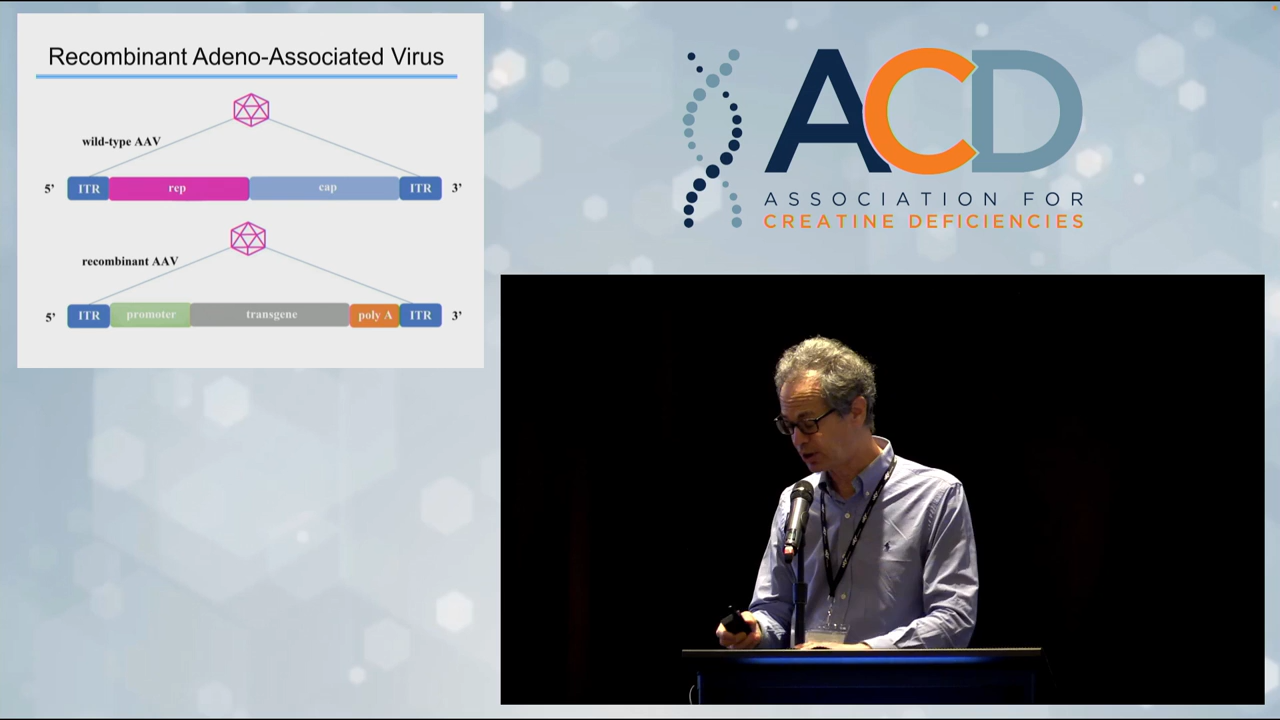 Recombinant Adeno-Associated Virus
wild-type AAV
5’ ITR rep cap ITR 3’
recombinant AAV
5’ ITR promoter transgene poly A ITR 3’
ACD
ASSOCIATION FOR
CREATINE DEFICIENCIES